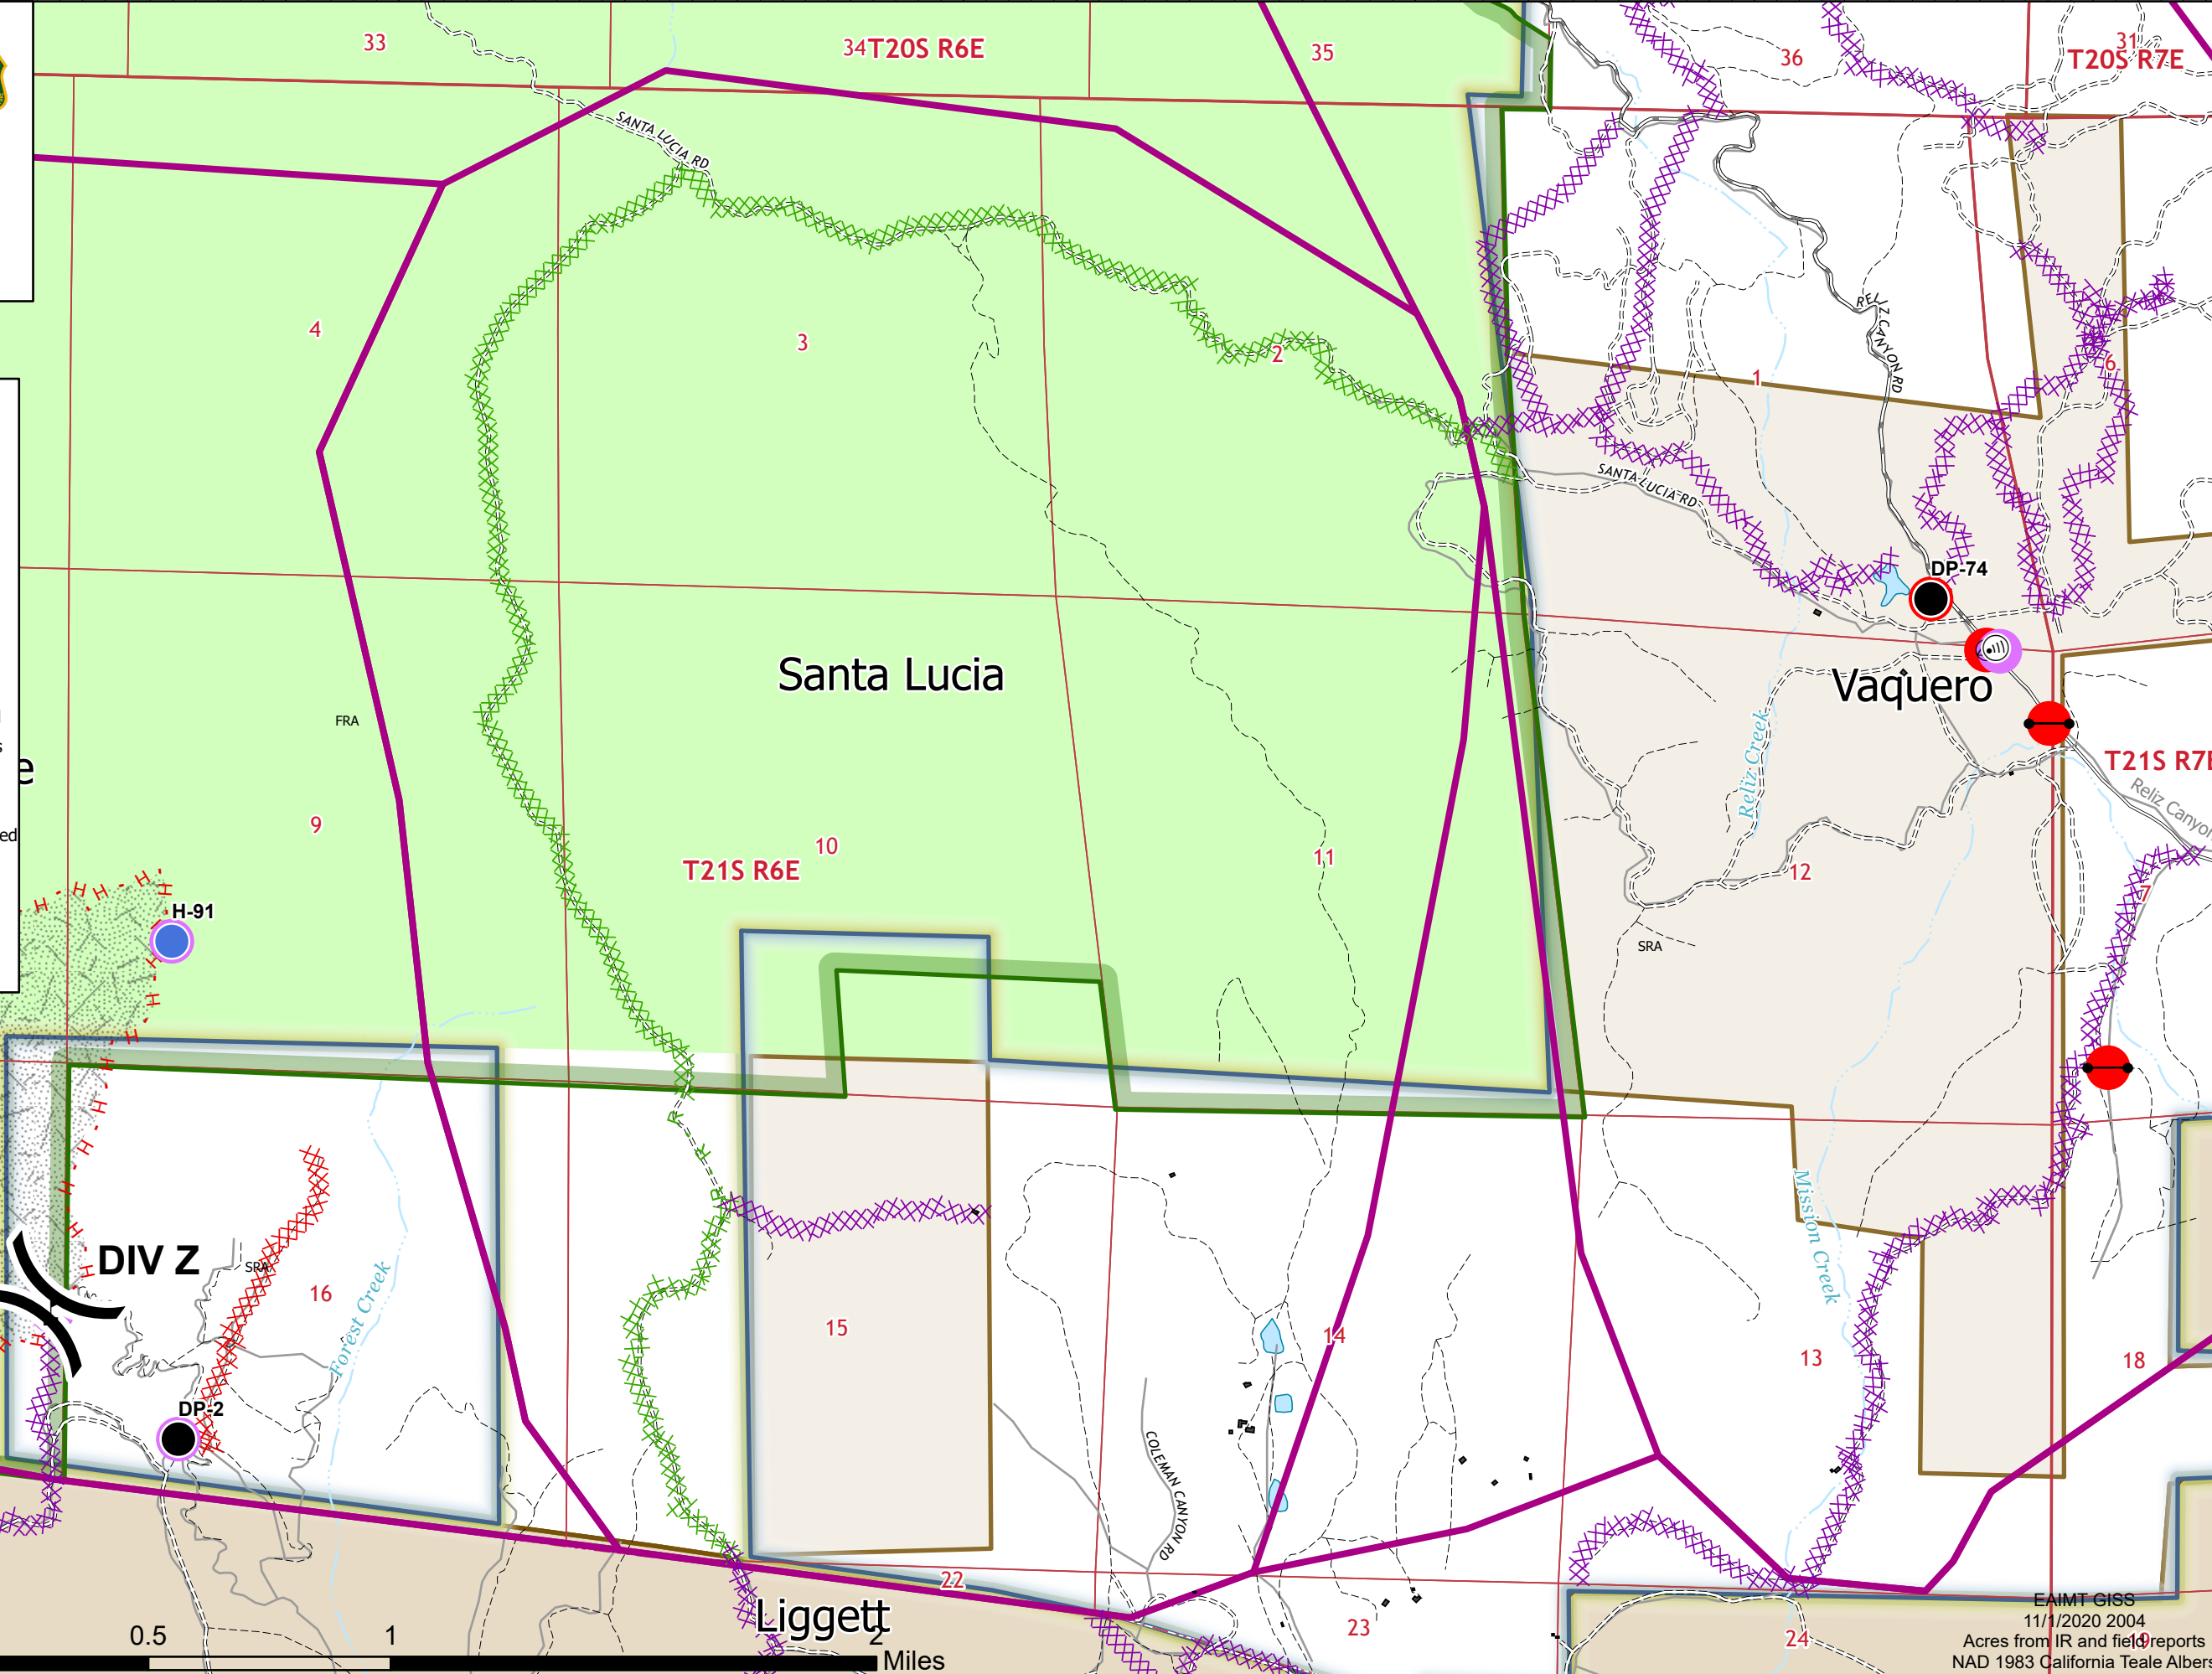 33
34
T20S R6E
35
36
31
T20S R7E
SANTA LUCIA RD
4
3
2
RELIZ CANYON RD
1
6
SANTA LUCIA RD
DP-74
Santa Lucia
Vaquero
FRA
Reliz Creek
T21S R7E
e
Reliz Canyon
ed
9
10
11
T21S R6E
12
7
H-91
SRA
DIV Z
SRA
16
Forest Creek
15
14
Mission Creek
13
18
DP-2
COLEMAN CANYON RD
22
Liggett
23
24
19
0.5
1
2
Miles
EAIMT GISS
11/1/2020 2004
Acres from IR and field reports
NAD 1983 California Teale Albers